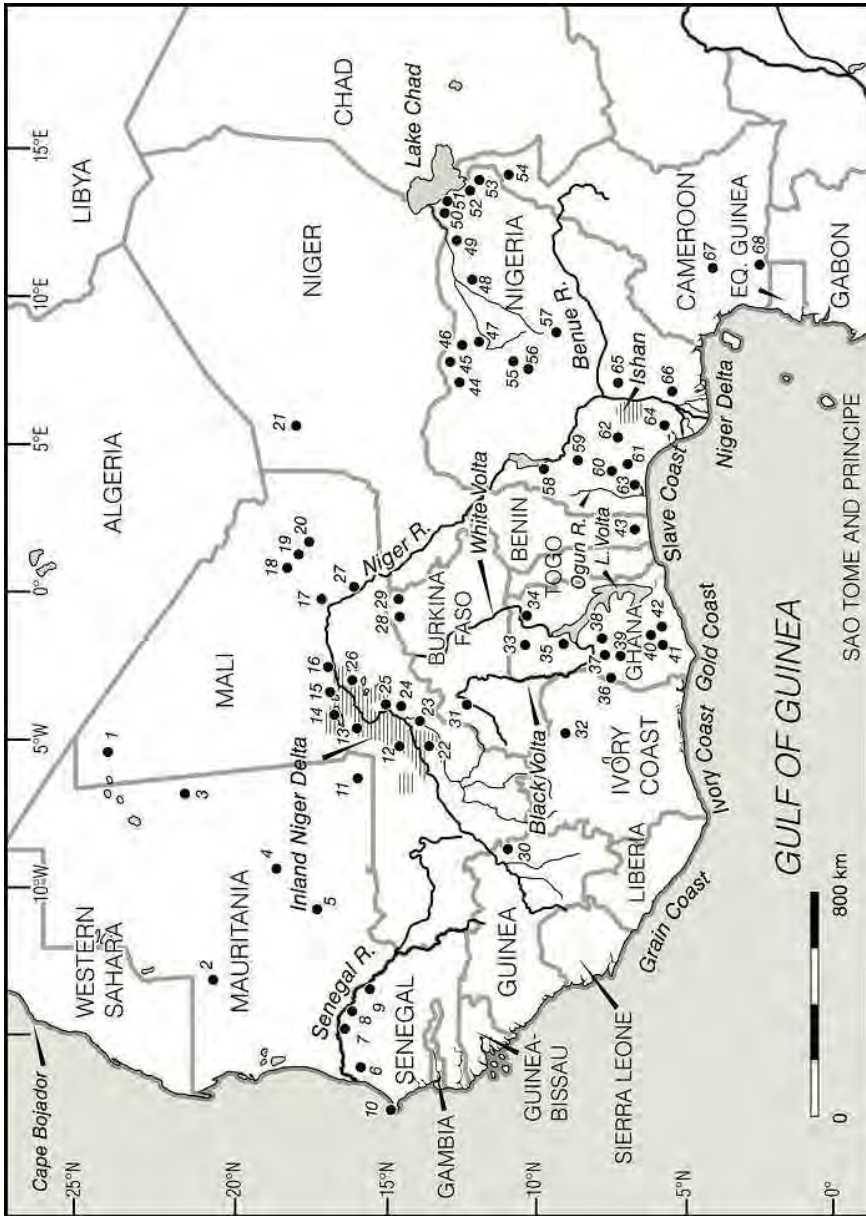 15°E
10°E
5°E
0°
5°W
10°W
25°N
20°N
15°N
10°N
5°N
0°
Cape Bojador
WESTERN
SAHARA
ALGERIA
LIBYA
MAURITANIA
MALI
NIGER
CHAD
Lake Chad
Inland Niger Delta
Senegal R.
SENEGAL
GAMBIA
GUINEA-
BISSAU
GUINEA
SIERRA LEONE
LIBERIA
IVORY
COAST
BURKINA
FASO
GHANA
TOGO
BENIN
NIGERIA
CAMEROON
EQ. GUINEA
GABON
Niger R.
White Volta
Black Volta
L. Volta
Ogun R.
Benue R.
Ishan
Niger Delta
Slave Coast
Gold Coast
Ivory Coast
Grain Coast
GULF OF GUINEA
SAO TOME AND PRINCIPE
0
800 km
1
2
3
4
5
6
7
8
9
10
11
12
13
14
15
16
17
18
19
20
21
22
23
24
25
26
27
28,29
30
31
32
33
34
35
36
37
38
39
40
41
42
43
44
45
46
47
48
49
50
51
52
53
54
55
56
57
58
59
60
61
62
63
64
65
66
67
68